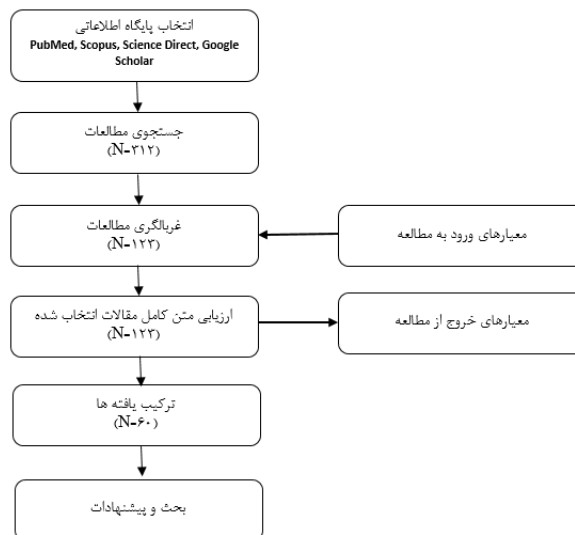 انتخاب پایگاه اطلاعاتی
PubMed, Scopus, Science Direct, Google
Scholar
جستجوی مطالعات
(N-۳۱۲)
غربالگری مطالعات
(N-۱۲۳)
معیارهای ورود به مطالعه
ارزیابی متن کامل مقالات انتخاب شده
(N-۱۲۳)
معیارهای خروج از مطالعه
ترکیب یافته ها
(N-۶۰)
بحث و پیشنهادات